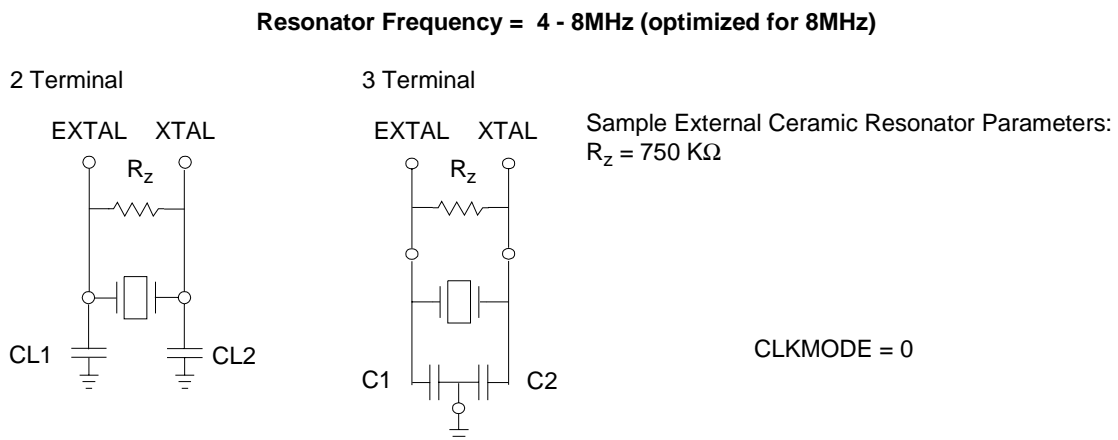 Resonator Frequency = 4 - 8MHz (optimized for 8MHz)
2 Terminal
EXTAL XTAL
Rz
CL1
CL2
3 Terminal
EXTAL XTAL
Rz
C1
C2
Sample External Ceramic Resonator Parameters:
Rz = 750 KΩ
CLKMODE = 0